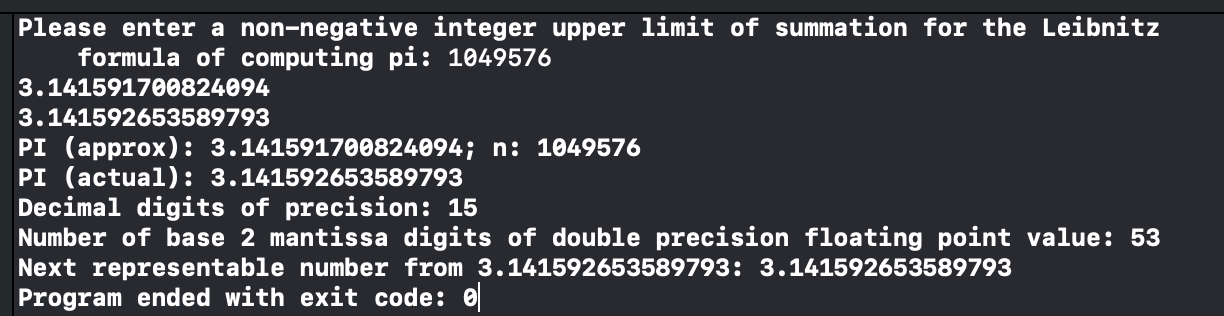 Please enter a non-negative integer upper limit of summation for the Leibnitz
formula of computing pi: 1049576
3.141591700824094
3.141592653589793
PI (approx): 3.141591700824094; n: 1049576
PI (actual): 3.141592653589793
Decimal digits of precision: 15
Number of base 2 mantissa digits of double precision floating point value: 53
Next representable number from 3.141592653589793: 3.141592653589793
Program ended with exit code: 0